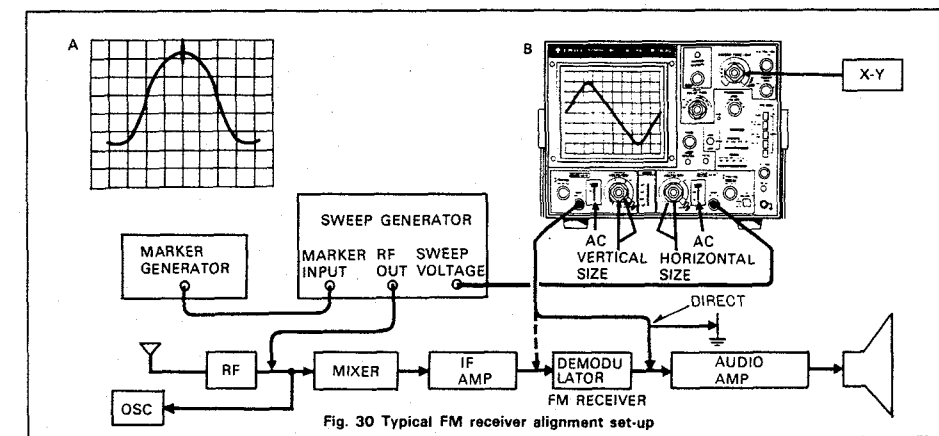 A
B
X-Y
SWEEP GENERATOR
MARKER
GENERATOR
MARKER
INPUT
RF
OUT
SWEEP
VOLTAGE
AC
VERTICAL
SIZE
AC
HORIZONTAL
SIZE
DIRECT
RF
MIXER
IF
AMP
DEMODU
LATOR
AUDIO
AMP
OSC
FM RECEIVER
Fig. 30 Typical FM receiver alignment set-up